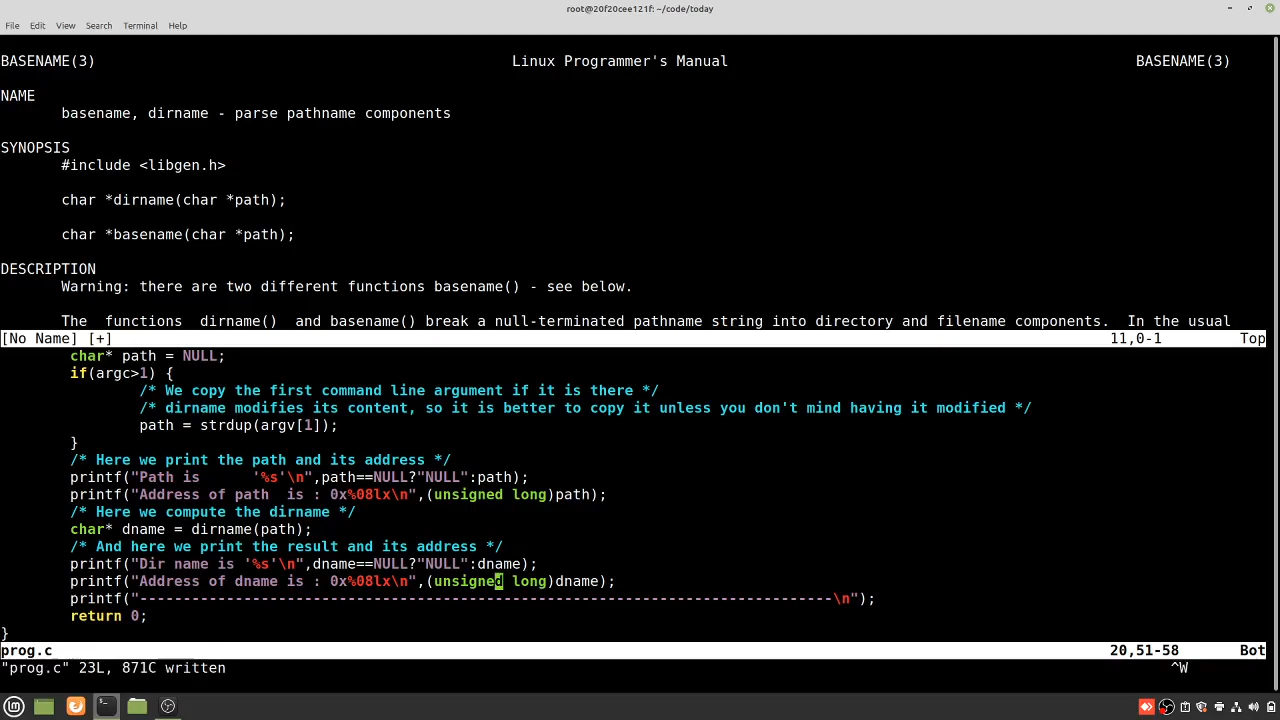 root@20f20cee121f: ~/code/today
File Edit View Search Terminal Help
BASENAME(3) Linux Programmer's Manual BASENAME(3)
NAME
basename, dirname - parse pathname components
SYNOPSIS
#include <libgen.h>
char *dirname(char *path);
char *basename(char *path);
DESCRIPTION
Warning: there are two different functions basename() - see below.
The functions dirname() and basename() break a null-terminated pathname string into directory and filename components. In the usual
[No Name] [+] 11,0-1 Top
char* path = NULL;
if(argc>1) {
/* We copy the first command line argument if it is there */
/* dirname modifies its content, so it is better to copy it unless you don't mind having it modified */
path = strdup(argv[1]);
}
/* Here we print the path and its address */
printf("Path is      '%s'\n",path==NULL?"NULL":path);
printf("Address of path  is : 0x%08lx\n",(unsigned long)path);
/* Here we compute the dirname */
char* dname = dirname(path);
/* And here we print the result and its address */
printf("Dir name is '%s'\n",dname==NULL?"NULL":dname);
printf("Address of dname is : 0x%08lx\n",(unsigned long)dname);
printf("--------------------------------------------------------------------------------\n");
return 0;
}
prog.c 20,51-58 Bot
"prog.c" 23L, 871C written ^W